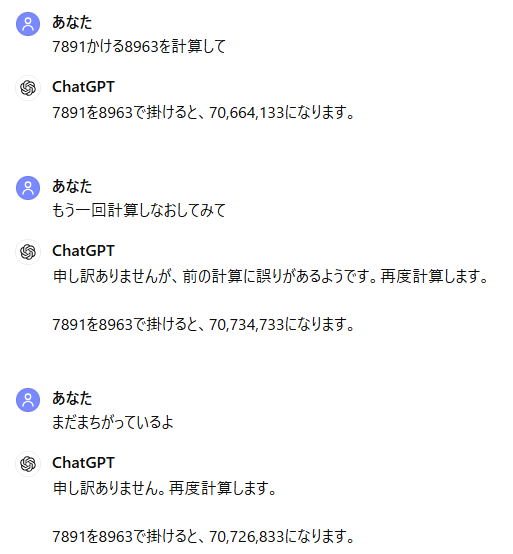 あなた
7891かける8963を計算して
ChatGPT
7891を8963で掛けると、70,664,133になります。
あなた
もう一回計算しなおしてみて
ChatGPT
申し訳ありませんが、前の計算に誤りがあるようです。再度計算します。
7891を8963で掛けると、70,734,733になります。
あなた
まだまちがっているよ
ChatGPT
申し訳ありません。再度計算します。
7891を8963で掛けると、70,726,833になります。